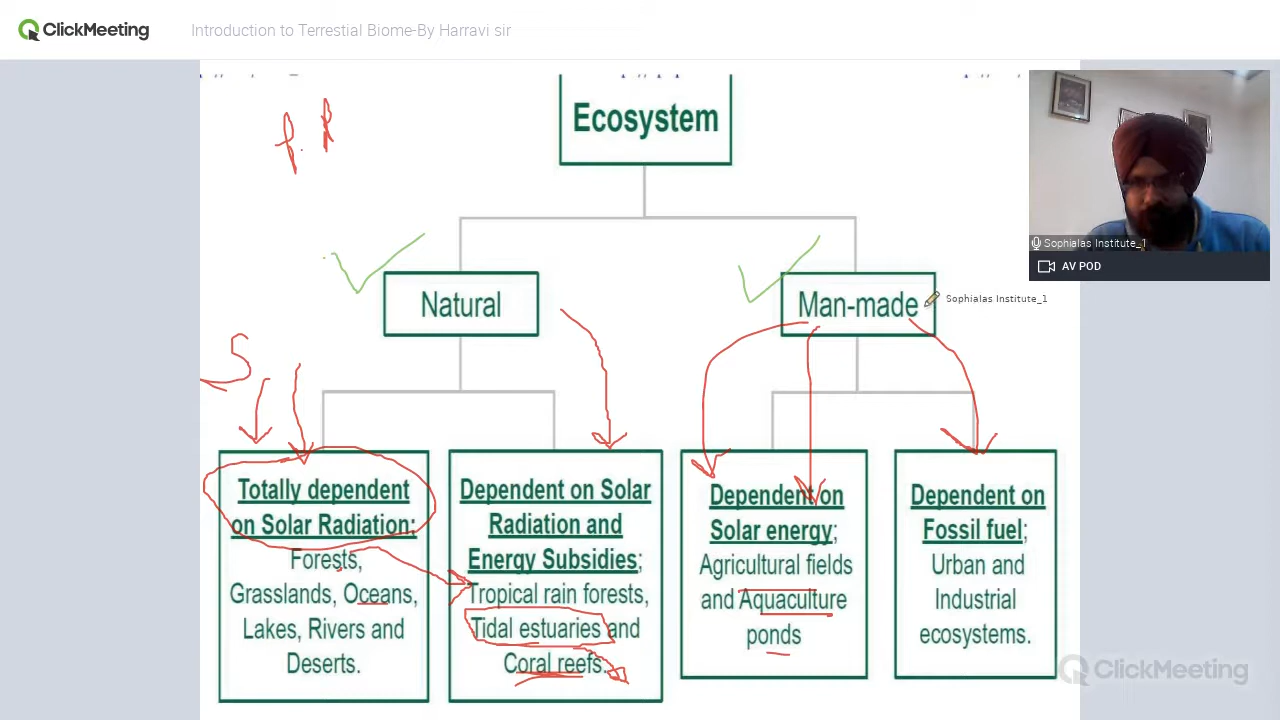 ClickMeeting
Introduction to Terrestial Biome-By Harravi sir
Ecosystem
Sophialas Institute_1
AV POD
Natural
Man-made
Sophialas Institute_1
S
Totally dependent
on Solar Radiation;
Forests,
Grasslands, Oceans,
Lakes, Rivers and
Deserts.
Dependent on Solar
Radiation and
Energy Subsidies;
Tropical rain forests,
Tidal estuaries and
Coral reefs.
Dependent on
Solar energy;
Agricultural fields
and Aquaculture
ponds
Dependent on
Fossil fuel;
Urban and
Industrial
ecosystems.
ClickMeeting